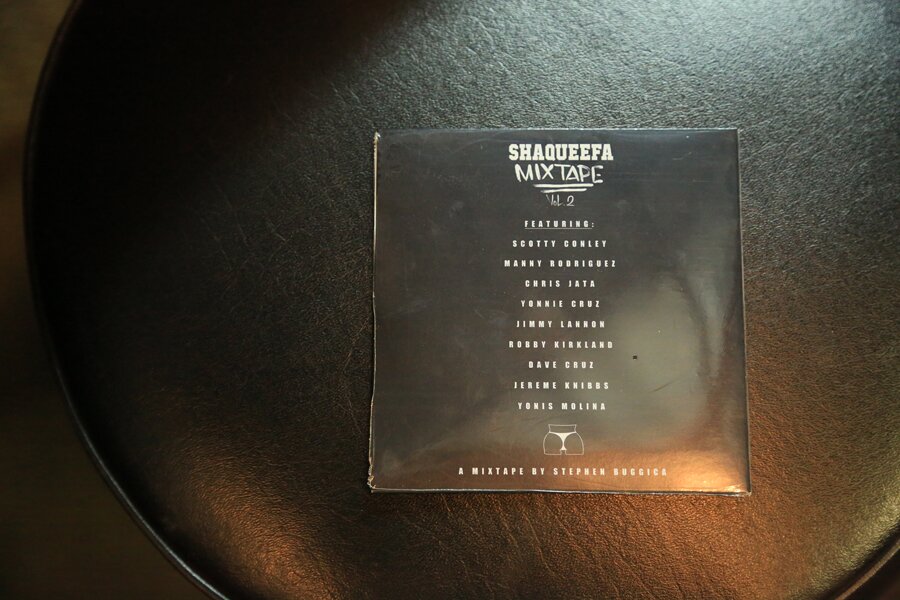 SHAQUEEFA
MIXTAPE
Vol. 2
FEATURING:
SCOTTY CONLEY
MANNY RODRIGUEZ
CHRIS JATA
YONNIE CRUZ
JIMMY LANRON
ROBBY KIRKLAND
DAVE CRUZ
JEREME KNIBBS
YONIS MOLINA
A MIXTAPE BY STEPHEN BUGGICA